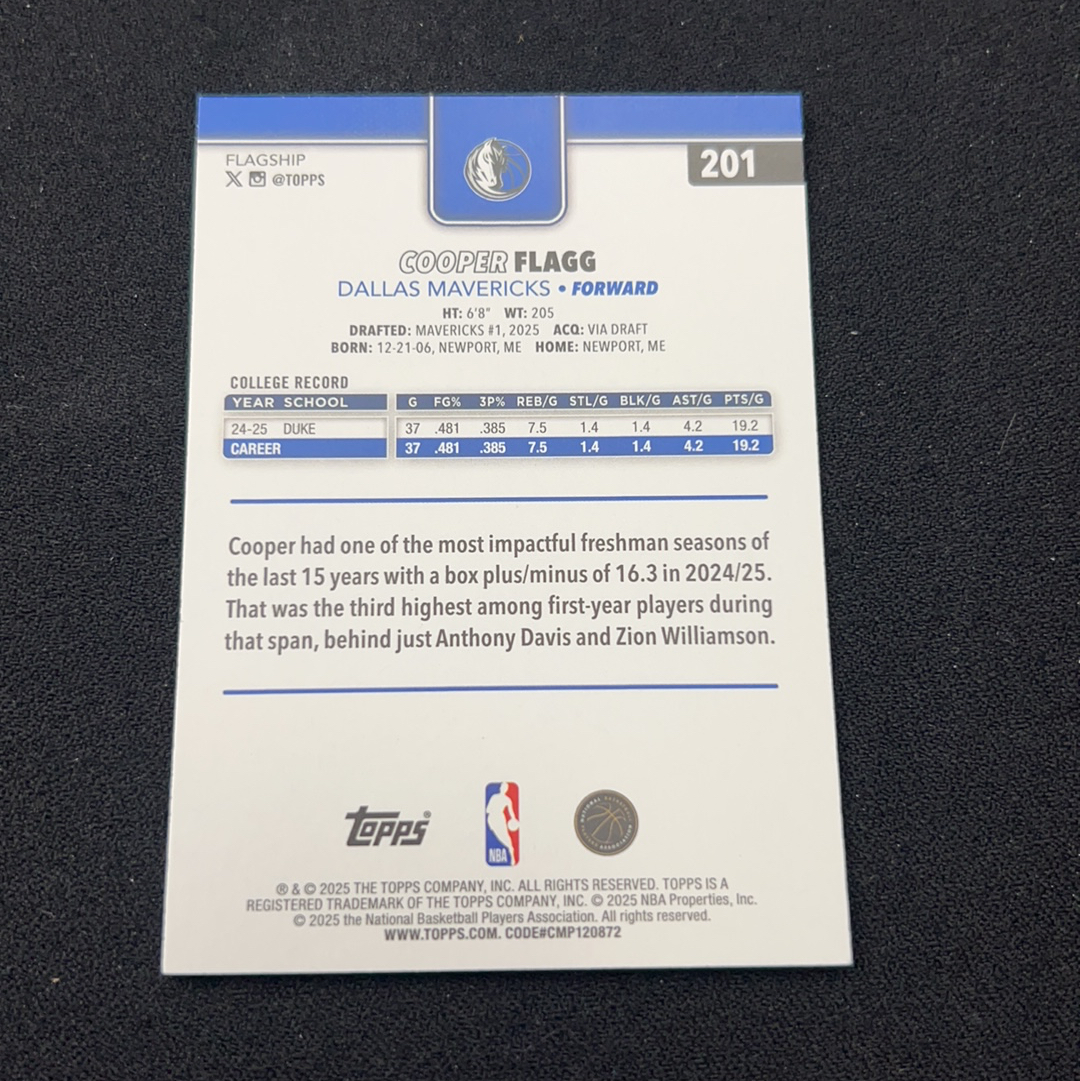 FLAGSHIP
@TOPPS
201
COOPER FLAGG
DALLAS MAVERICKS • FORWARD
HT: 6'8" WT: 205
DRAFTED: MAVERICKS #1, 2025 ACQ: VIA DRAFT
BORN: 12-21-06, NEWPORT, ME HOME: NEWPORT, ME
COLLEGE RECORD
YEAR SCHOOL G FG% 3P% REB/G STL/G BLK/G AST/G PTS/G
24-25 DUKE 37 .481 .385 7.5 1.4 1.4 4.2 19.2
CAREER 37 .481 .385 7.5 1.4 1.4 4.2 19.2
Cooper had one of the most impactful freshman seasons of
the last 15 years with a box plus/minus of 16.3 in 2024/25.
That was the third highest among first-year players during
that span, behind just Anthony Davis and Zion Williamson.
Topps®
NBA
® & © 2025 THE TOPPS COMPANY, INC. ALL RIGHTS RESERVED. TOPPS IS A
REGISTERED TRADEMARK OF THE TOPPS COMPANY, INC. © 2025 NBA Properties, Inc.
© 2025 the National Basketball Players Association. All rights reserved.
WWW.TOPPS.COM. CODE#CMP120872